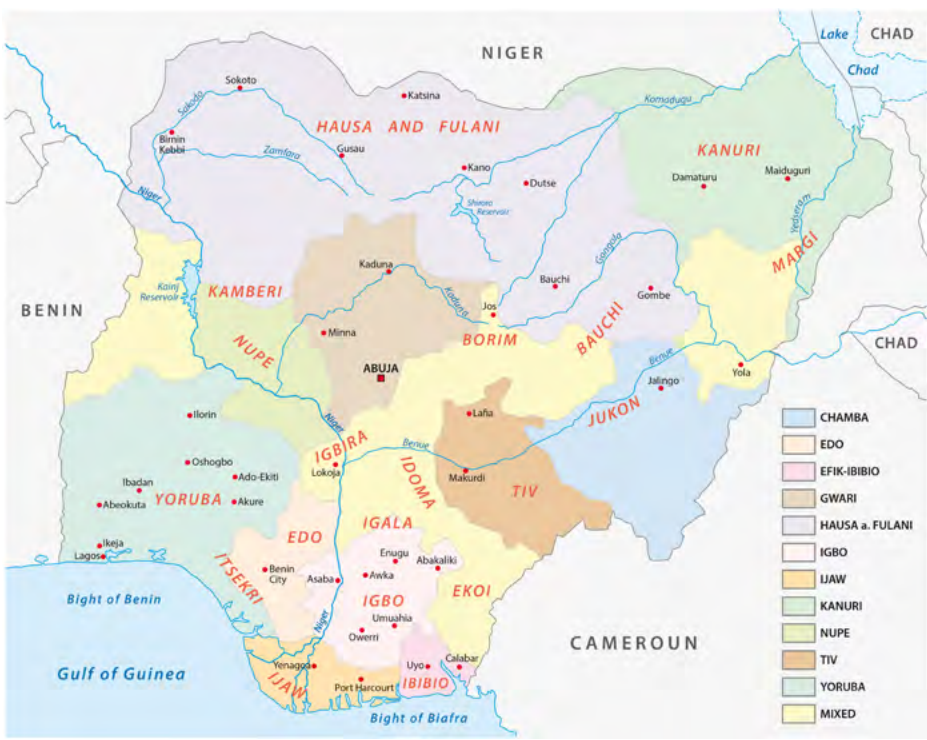 NIGER
Lake
Chad
CHAD
Sokoto
Katsina
Sokodo
Komadugu
HAUSA AND FULANI
Birnin
Kobbi
Zamfara
Gusau
KANURI
Kano
Dutse
Damaturu
Maiduguri
Niger
Shiroro
Reservoir
Yedseram
MARGI
Gongola
Kaduna
Kainj
Reservoir
KAMBERI
Bauchi
Gombe
BENIN
Kaduna
Jos
BAUCHI
NUPE
Minna
BORIM
CHAD
ABUJA
Benue
Yola
Jalingo
Ilorin
Niger
Laña
JUKON
IGBIRA
Benue
Oshogbo
Lokoja
IDOMA
Makurdi
TIV
Ado-Ekiti
Ibadan
YORUBA
Abeokuta
Akure
IGALA
EDO
Ikeja
Lagos
ITSEKRI
Enugu
Abakaliki
Benin
City
Asaba
Awka
EKOI
IGBO
Bight of Benin
Umuahia
Niger
Owerri
CAMEROUN
Gulf of Guinea
Yenagoa
Uyo
Calabar
IJAW
Port Harcourt
IBIBIO
Bight of Biafra
CHAMBA
EDO
EFIK-IBIBIO
GWARI
HAUSA a. FULANI
IGBO
IJAW
KANURI
NUPE
TIV
YORUBA
MIXED